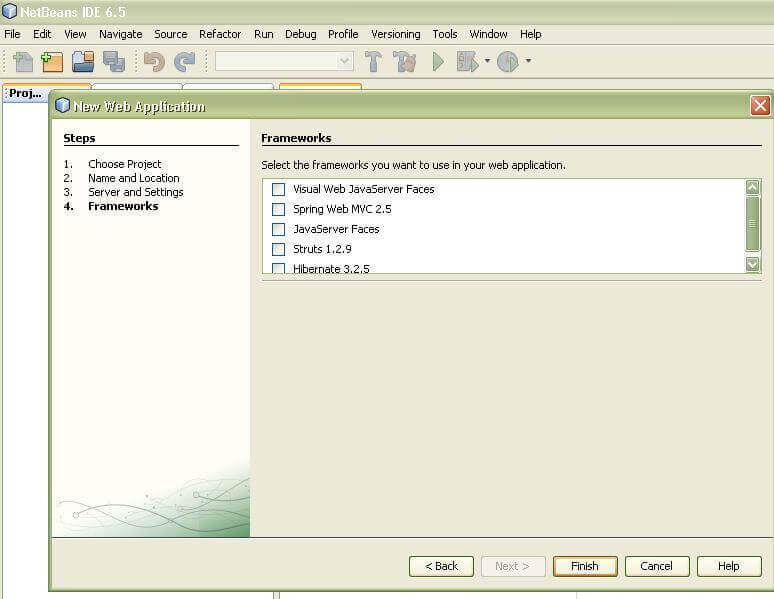 NetBeans IDE 6.5
File Edit View Navigate Source Refactor Run Debug Profile Versioning Tools Window Help
Proj...
New Web Application
Steps
1. Choose Project
2. Name and Location
3. Server and Settings
4. Frameworks
Frameworks
Select the frameworks you want to use in your web application.
Visual Web JavaServer Faces
Spring Web MVC 2.5
JavaServer Faces
Struts 1.2.9
Hibernate 3.2.5
< Back Next > Finish Cancel Help